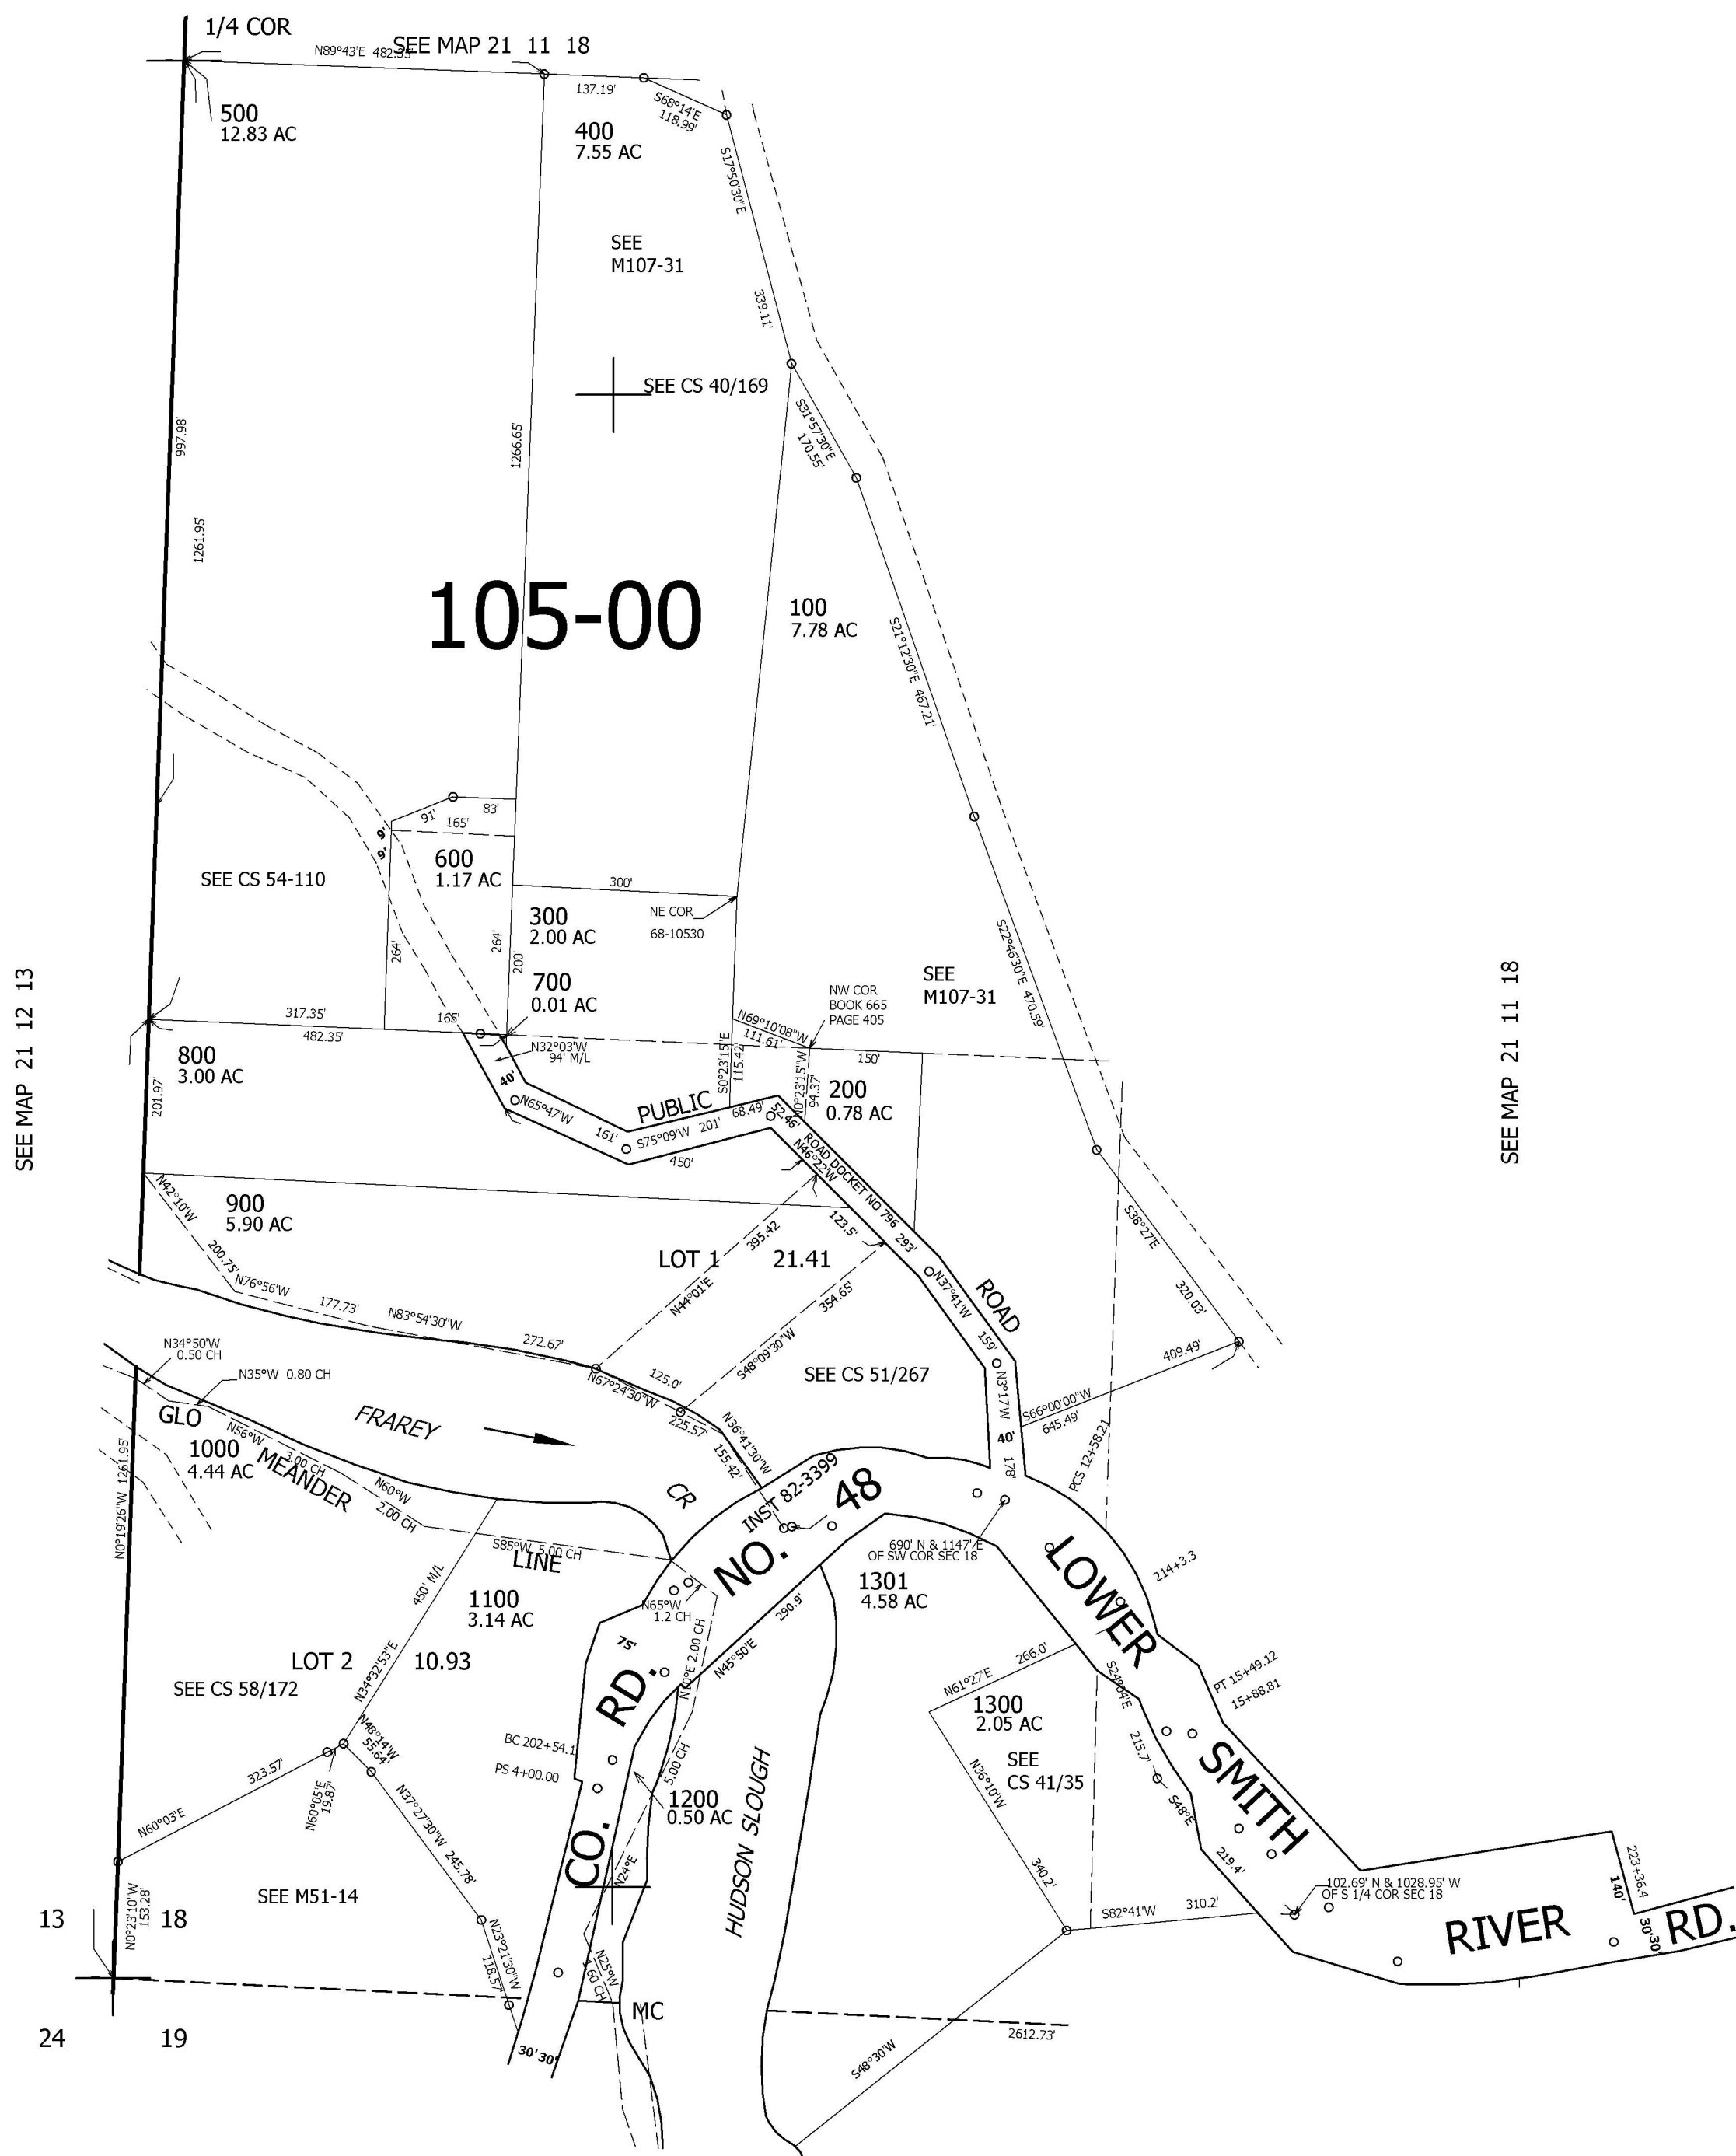 1/4 COR
N89°43'E 482.35'
SEE MAP 21 11 18
137.19'
S68°14'E
118.99'
500
12.83 AC
400
7.55 AC
S17°50'30"E
339.11'
SEE
M107-31
SEE CS 40/169
S31°57'30"E
170.55'
997.98'
1266.65'
1261.95'
105-00
100
7.78 AC
S21°12'30"E 467.21'
83'
91'
165'
9'
9'
600
1.17 AC
SEE CS 54-110
300'
300
2.00 AC
NE COR
68-10530
264'
264'
200'
S22°46'30"E 470.59'
SEE
M107-31
SEE MAP 21 12 13
SEE MAP 21 11 18
700
0.01 AC
NW COR
BOOK 665
PAGE 405
N69°10'08"W
111.61'
317.35'
482.35'
165'
150'
N32°03'W
94' M/L
S0°23'15"E
115.42'
N0°23'15"W
94.37'
800
3.00 AC
201.97'
40'
200
0.78 AC
PUBLIC
68.49'
52.46'
N65°47'W
161'
S75°09'W 201'
450'
ROAD DOCKET NO 796
N46°22'W
293'
123.5'
N42°10'W
200.75'
900
5.90 AC
395.42
N44°01'E
LOT 1
21.41
354.65'
S48°09'30"W
N37°41'W
159'
ROAD
S38°27'E
320.03'
N76°56'W
177.73'
N83°54'30"W
272.67'
125.0'
N67°24'30"W
225.57'
SEE CS 51/267
409.49'
S66°00'00"W
645.49'
N3°17'W
40'
178'
N34°50'W
0.50 CH
N35°W 0.80 CH
GLO
FRAREY
CR
1000
4.44 AC
N56°W
3.00 CH
MEANDER
N60°W
2.00 CH
N36°41'30"W
155.42'
INST 82-3399
NO. 48
PCS 12+58.21
N0°19'26"W 1261.95'
S85°W 5.00 CH
LINE
690' N & 1147' E
OF SW COR SEC 18
1301
4.58 AC
LOWER
214+3.3
450' M/L
1100
3.14 AC
N65°W
1.2 CH
290.9'
N45°50'E
N10°E 2.00 CH
75'
LOT 2
10.93
SEE CS 58/172
N34°32'53"E
N48°14'W
55.64'
CO. RD.
266.0'
N61°27'E
S24°04'E
PT 15+49.12
15+88.81
1300
2.05 AC
SEE
CS 41/35
215.7'
S48°E
SMITH
323.57'
N60°05'E
19.87'
N60°03'E
N37°27'30"W 245.78'
BC 202+54.1
PS 4+00.00
5.00 CH
1200
0.50 AC
HUDSON SLOUGH
N36°10'W
340.2'
219.4'
N24°E
SEE M51-14
102.69' N & 1028.95' W
OF S 1/4 COR SEC 18
223+36.4
140'
30'30'
RIVER RD.
13
18
N0°23'10"W
153.28'
N23°21'30"W
118.57'
S82°41'W
310.2'
N25°W
1.60 CH
MC
24
19
30'30'
2612.73'
S48°30'W